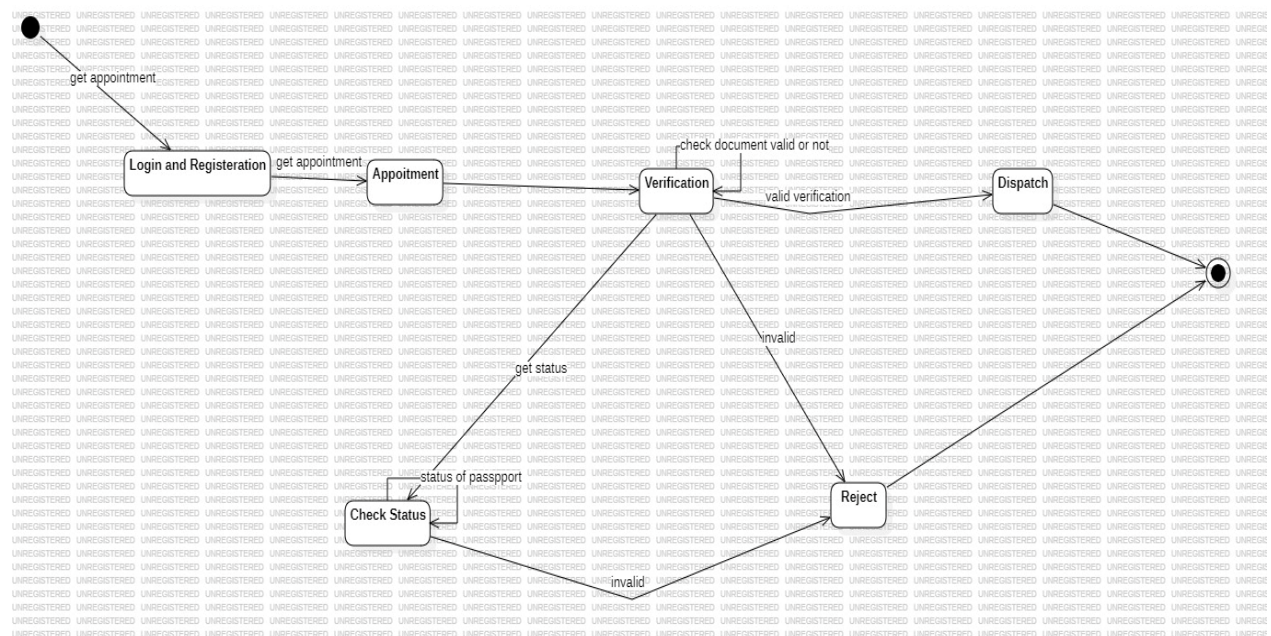 get appointment
Login and Registeration
get appointment
Appoitment
check document valid or not
Verification
valid verification
Dispatch
invalid
get status
status of passpport
Check Status
Reject
invalid
UNREGISTERED